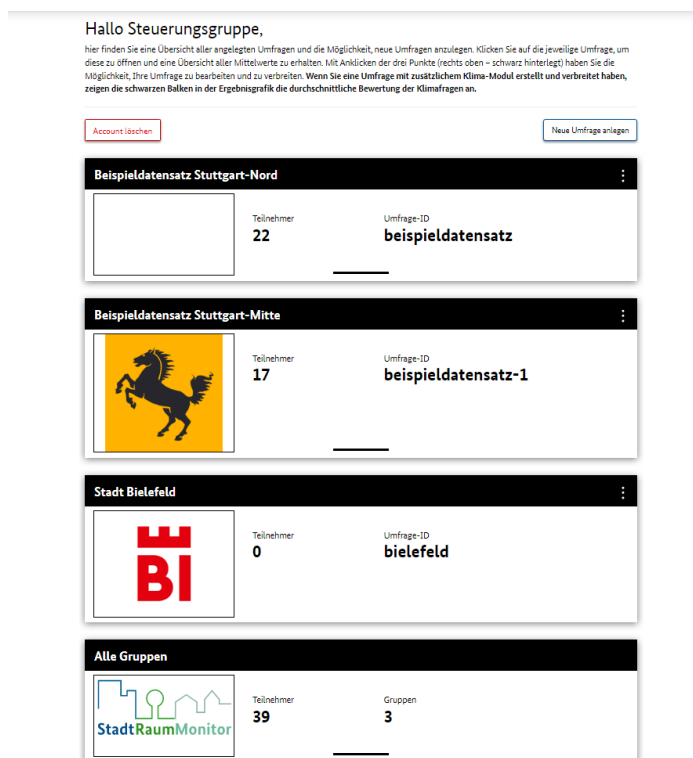 Hallo Steuerungsgruppe,
hier finden Sie eine Übersicht aller angelegten Umfragen und die Möglichkeit, neue Umfragen anzulegen. Klicken Sie auf die jeweilige Umfrage, um
diese zu öffnen und eine Übersicht aller Mittelwerte zu erhalten. Mit Anklicken der drei Punkte (rechts oben – schwarz hinterlegt) haben Sie die
Möglichkeit, Ihre Umfrage zu bearbeiten und zu verbreiten. Wenn Sie eine Umfrage mit zusätzlichem Klima-Modul erstellt und verbreitet haben,
zeigen die schwarzen Balken in der Ergebnisgrafik die durchschnittliche Bewertung der Klimafragen an.
Account löschen
Neue Umfrage anlegen
Beispieldatensatz Stuttgart-Nord
Teilnehmer
22
Umfrage-ID
beispieldatensatz
Beispieldatensatz Stuttgart-Mitte
Teilnehmer
17
Umfrage-ID
beispieldatensatz-1
Stadt Bielefeld
BI
Teilnehmer
0
Umfrage-ID
bielefeld
Alle Gruppen
StadtRaumMonitor
Teilnehmer
39
Gruppen
3